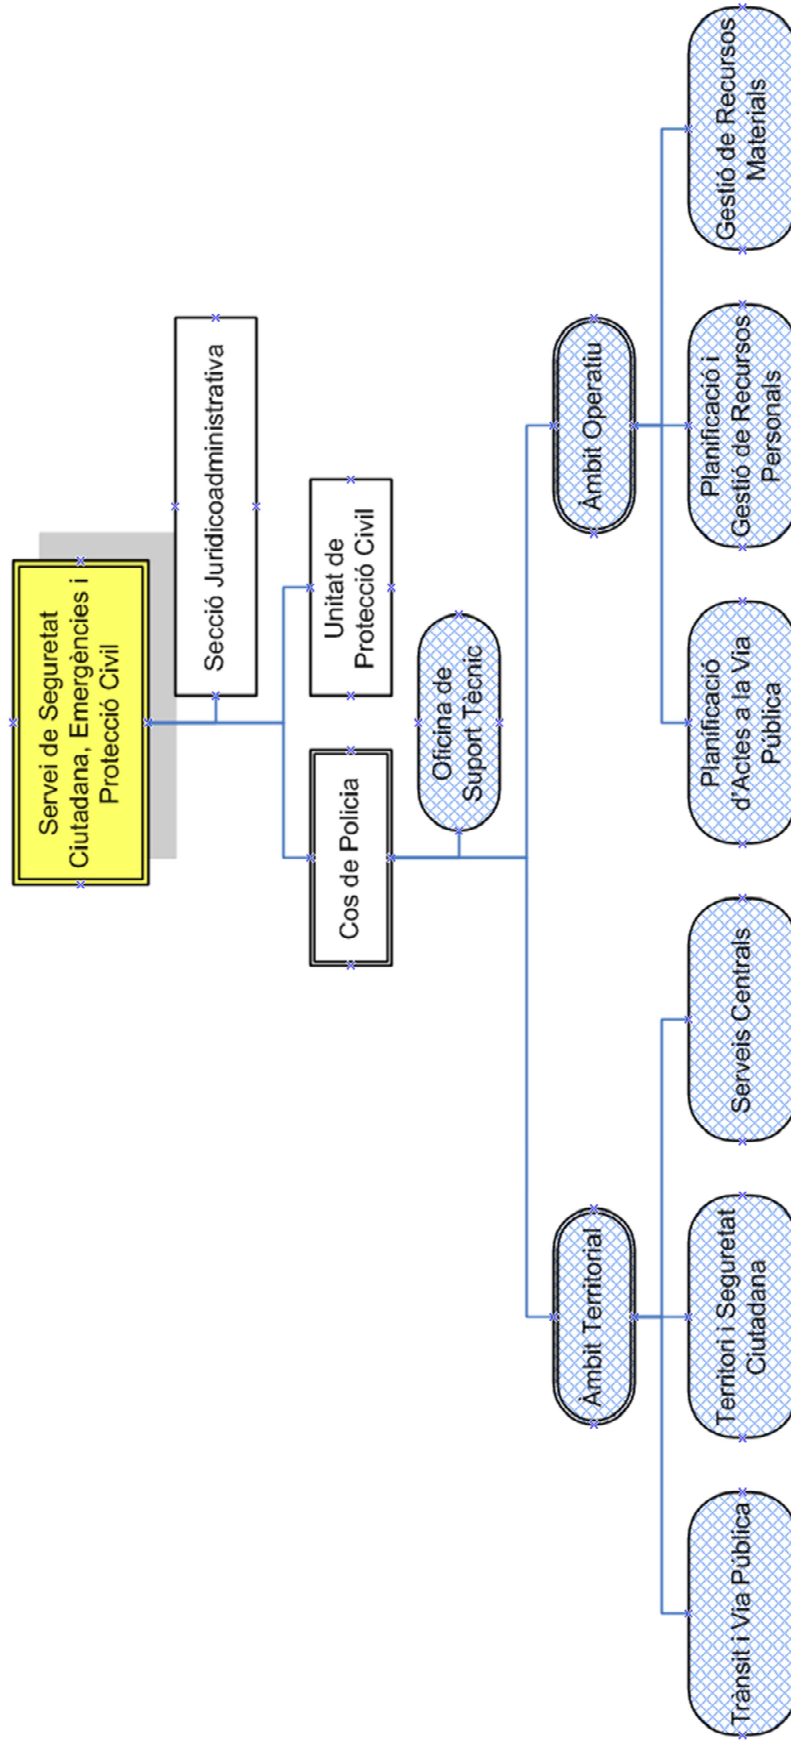 Servei de Seguretat
Ciutadana, Emergències i
Protecció Civil
Secció Juridicoadministrativa
Cos de Policia
Unitat de
Protecció Civil
Oficina de
Suport Tècnic
Àmbit Territorial
Àmbit Operatiu
Trànsit i Via Pública
Territori i Seguretat
Ciutadana
Serveis Centrals
Planificació
d'Actes a la Via
Pública
Planificació i
Gestió de Recursos
Personals
Gestió de Recursos
Materials